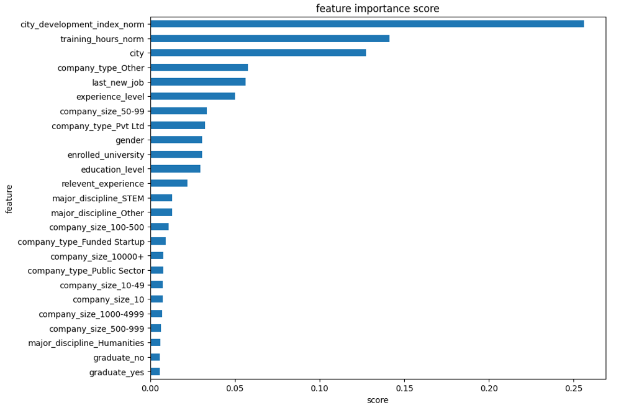 feature importance score
city_development_index_norm
training_hours_norm
city
company_type_Other
last_new_job
experience_level
company_size_50-99
company_type_Pvt Ltd
gender
enrolled_university
education_level
relevent_experience
major_discipline_STEM
major_discipline_Other
company_size_100-500
company_type_Funded Startup
company_size_10000+
company_type_Public Sector
company_size_10-49
company_size_10
company_size_1000-4999
company_size_500-999
major_discipline_Humanities
graduate_no
graduate_yes
feature
0.00 0.05 0.10 0.15 0.20 0.25
score